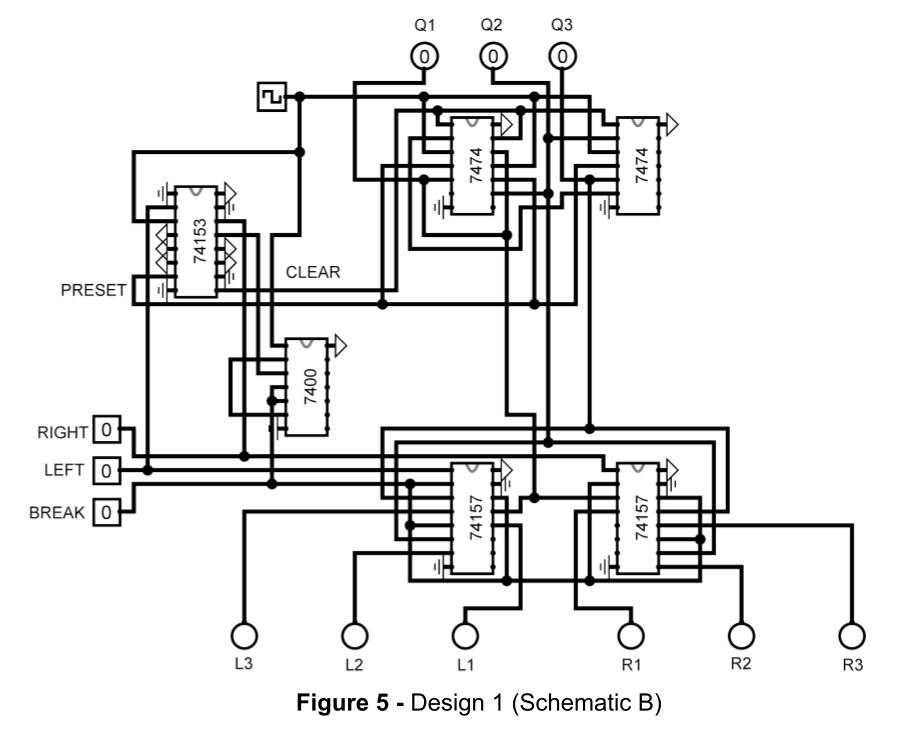 Q1 Q2 Q3
0 0 0
7474 7474
74153
CLEAR
PRESET
7400
RIGHT 0
LEFT 0
BREAK 0
74157 74157
L3 L2 L1 R1 R2 R3
Figure 5 - Design 1 (Schematic B)